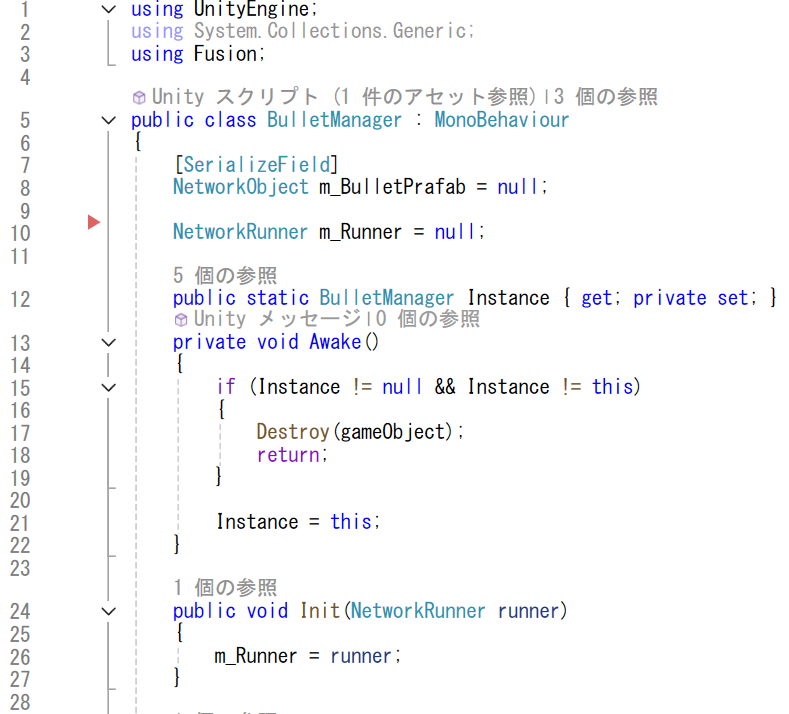 1 using UnityEngine;
2 using System.Collections.Generic;
3 using Fusion;
4
Unity スクリプト (1 件のアセット参照)|3 個の参照
5 public class BulletManager : MonoBehaviour
6 {
7 [SerializeField]
8 NetworkObject m_BulletPrafab = null;
9
10 NetworkRunner m_Runner = null;
11
5 個の参照
12 public static BulletManager Instance { get; private set; }
Unity メッセージ|0 個の参照
13 private void Awake()
14 {
15 if (Instance != null && Instance != this)
16 {
17 Destroy(gameObject);
18 return;
19 }
20
21 Instance = this;
22 }
23
1 個の参照
24 public void Init(NetworkRunner runner)
25 {
26 m_Runner = runner;
27 }
28